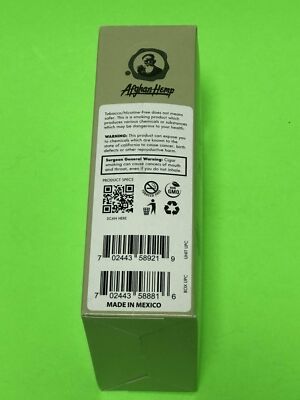 Afghan Hemp
Tobacco/Nicotine-Free does not means
safer. This is a smoking product which
produces various chemicals or substances
which may be dangerous to your health.
WARNING: This product can expose you
to chemicals which are known to the
state of california to cause cancer, birth
defects or other reproductive harm.
Surgeon General Warning: Cigar
smoking can cause cancers of mouth
and throat, even if you do not inhale.
PRODUCT SPECS
GMO
SCAN HERE
7 02443 58921 9
UNIT UPC
7 02443 58881 6
BOX UPC
MADE IN MEXICO